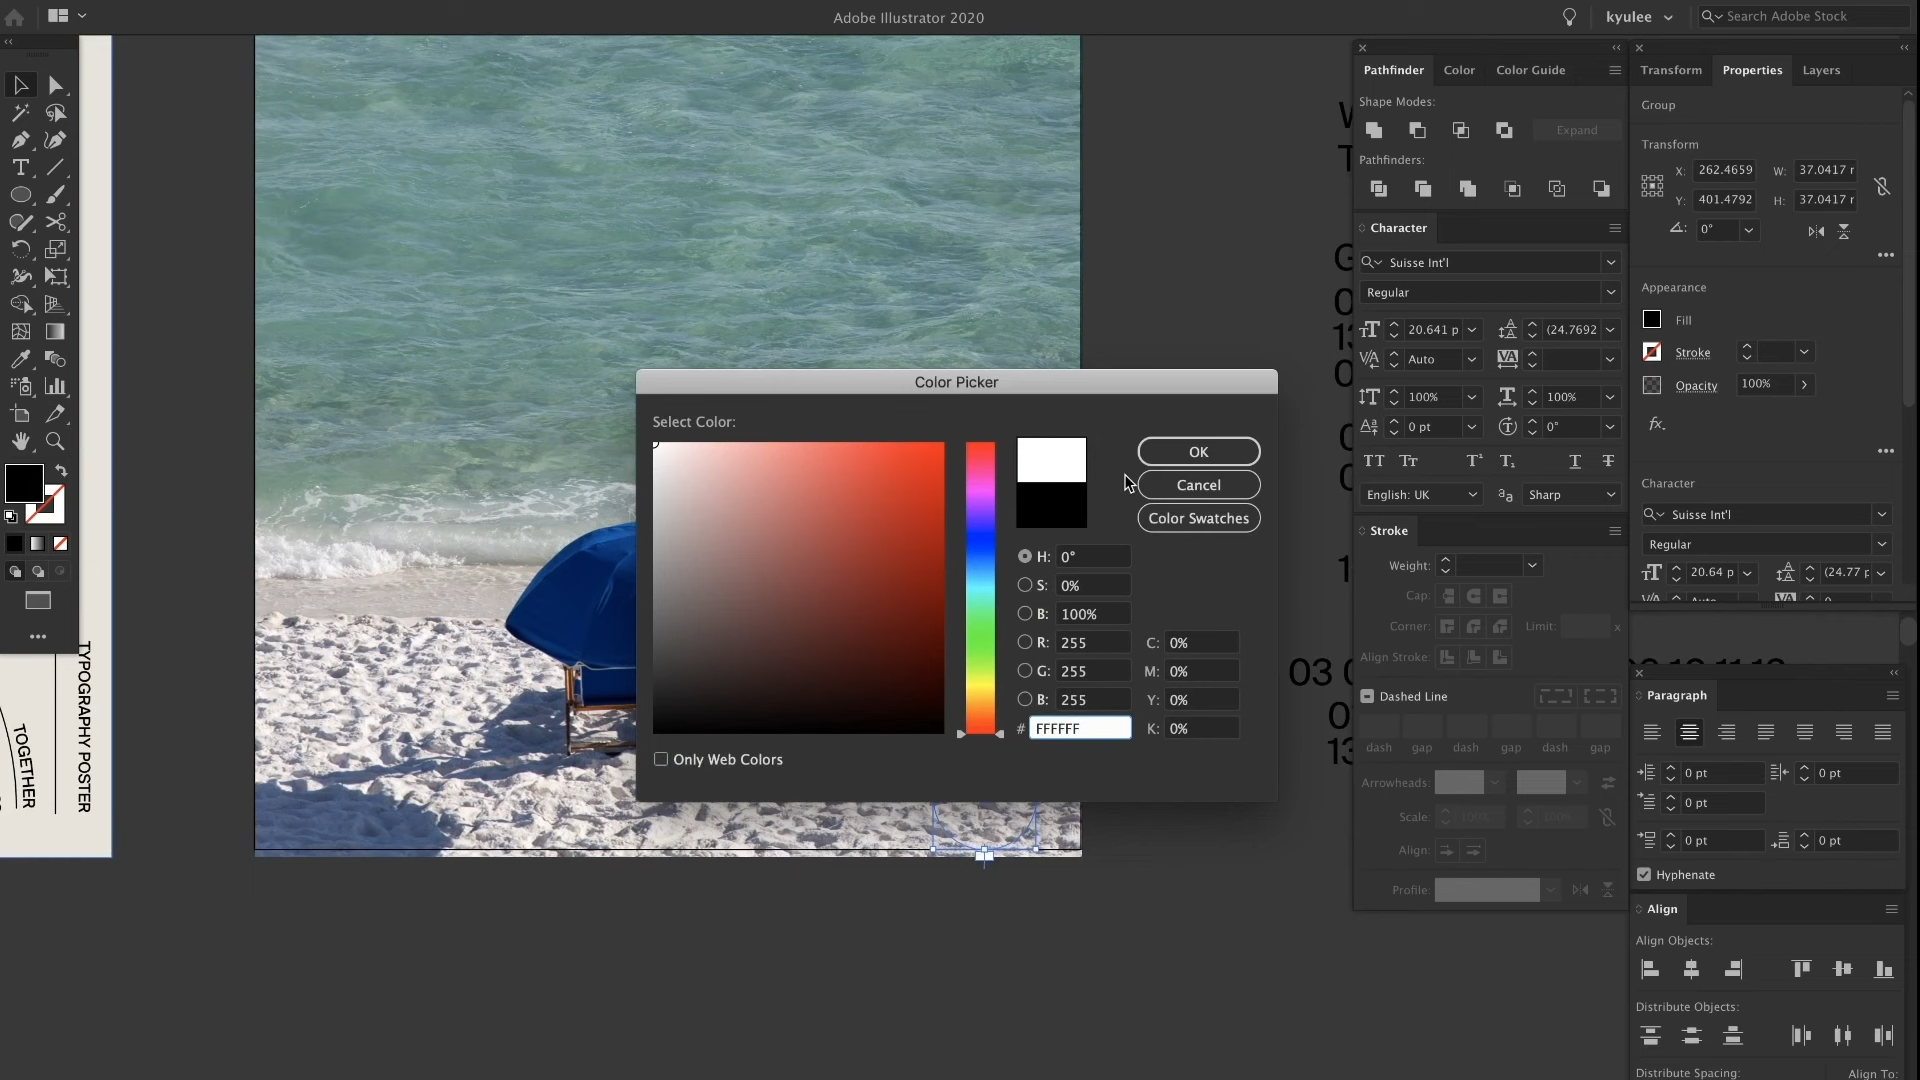 Adobe Illustrator 2020
kyulee
Search Adobe Stock
Pathfinder
Color
Color Guide
Shape Modes:
Expand
Pathfinders:
Character
Suisse Int'l
Regular
20.641 p
(24.7692
Auto
100%
100%
0 pt
0°
English: UK
Sharp
Stroke
Weight:
Cap:
Corner:
Limit:
x
Align Stroke:
Dashed Line
dash
gap
dash
gap
dash
gap
Arrowheads:
Scale:
100%
100%
Align:
Profile:
Transform
Properties
Layers
Group
Transform
X:
262.4659
W:
37.0417 r
Y:
401.4792
H:
37.0417 r
0°
Appearance
Fill
Stroke
Opacity
100%
fx.
Character
Suisse Int'l
Regular
20.64 p
(24.77 p
Paragraph
0 pt
0 pt
0 pt
0 pt
0 pt
Hyphenate
Align
Align Objects:
Distribute Objects:
Distribute Spacing:
Align To:
Color Picker
Select Color:
OK
Cancel
Color Swatches
H:
0°
S:
0%
B:
100%
R:
255
C:
0%
G:
255
M:
0%
B:
255
Y:
0%
#
FFFFFF
K:
0%
Only Web Colors
TYPOGRAPHY POSTER
TOGETHER
03